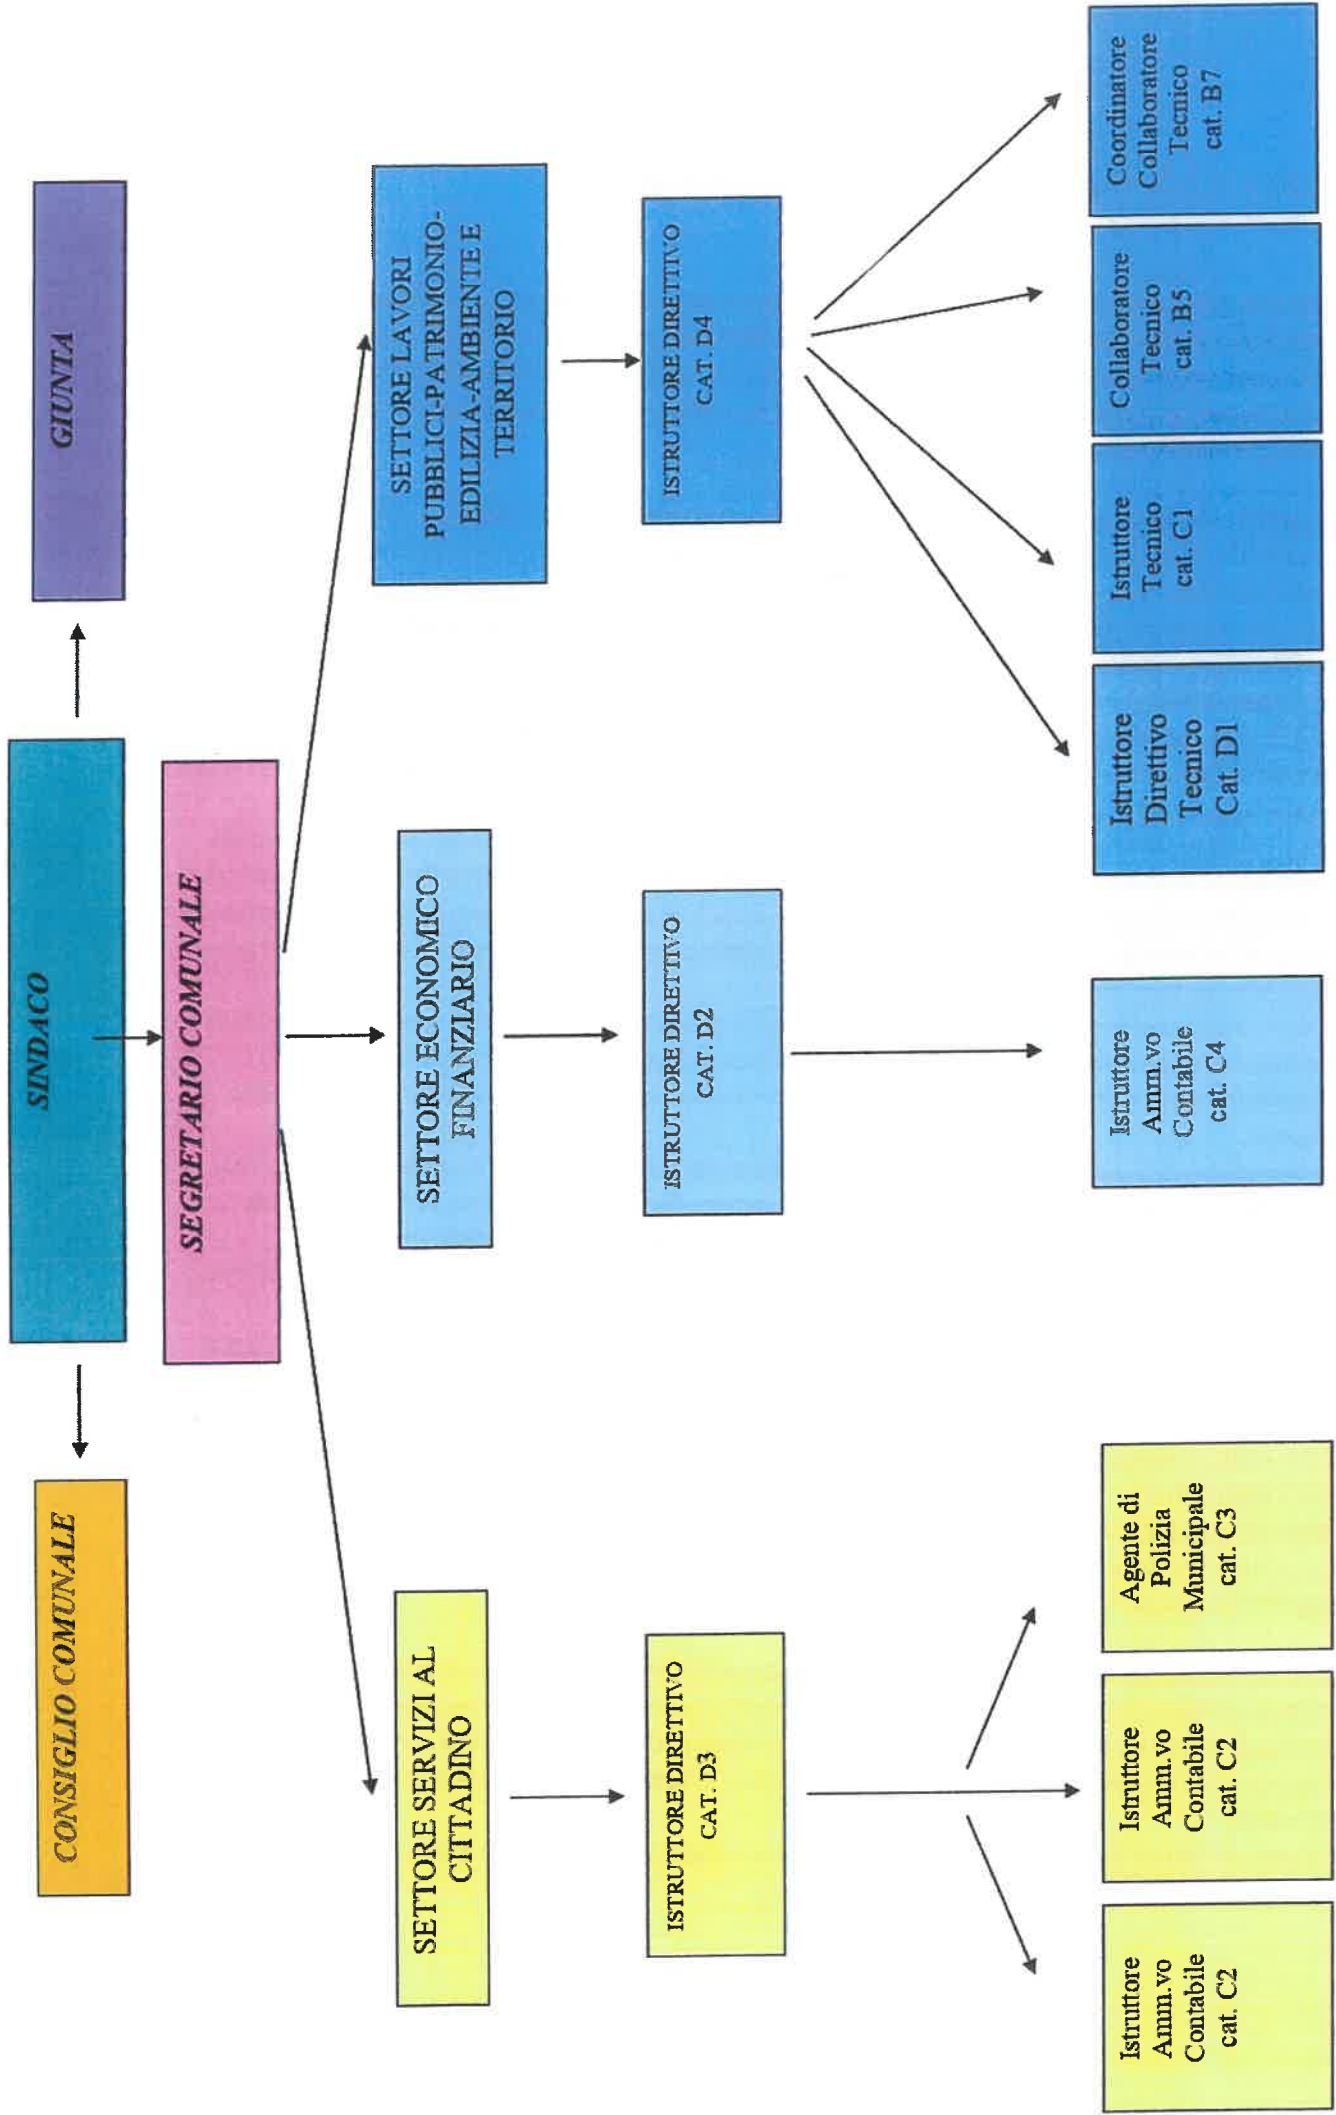 CONSIGLIO COMUNALE
SINDACO
GIUNTA
SEGRETARIO COMUNALE
SETTORE SERVIZI AL
CITTADINO
SETTORE ECONOMICO
FINANZIARIO
SETTORE LAVORI
PUBBLICI-PATRIMONIO-
EDILIZIA-AMBIENTE E
TERRITORIO
ISTRUTTORE DIRETTIVO
CAT. D3
ISTRUTTORE DIRETTIVO
CAT. D2
ISTRUTTORE DIRETTIVO
CAT. D4
Istruttore
Amm.vo
Contabile
cat. C2
Istruttore
Amm.vo
Contabile
cat. C2
Agente di
Polizia
Municipale
cat. C3
Istruttore
Amm.vo
Contabile
cat. C4
Istruttore
Direttivo
Tecnico
Cat. D1
Istruttore
Tecnico
cat. C1
Collaboratore
Tecnico
cat. B5
Coordinatore
Collaboratore
Tecnico
cat. B7